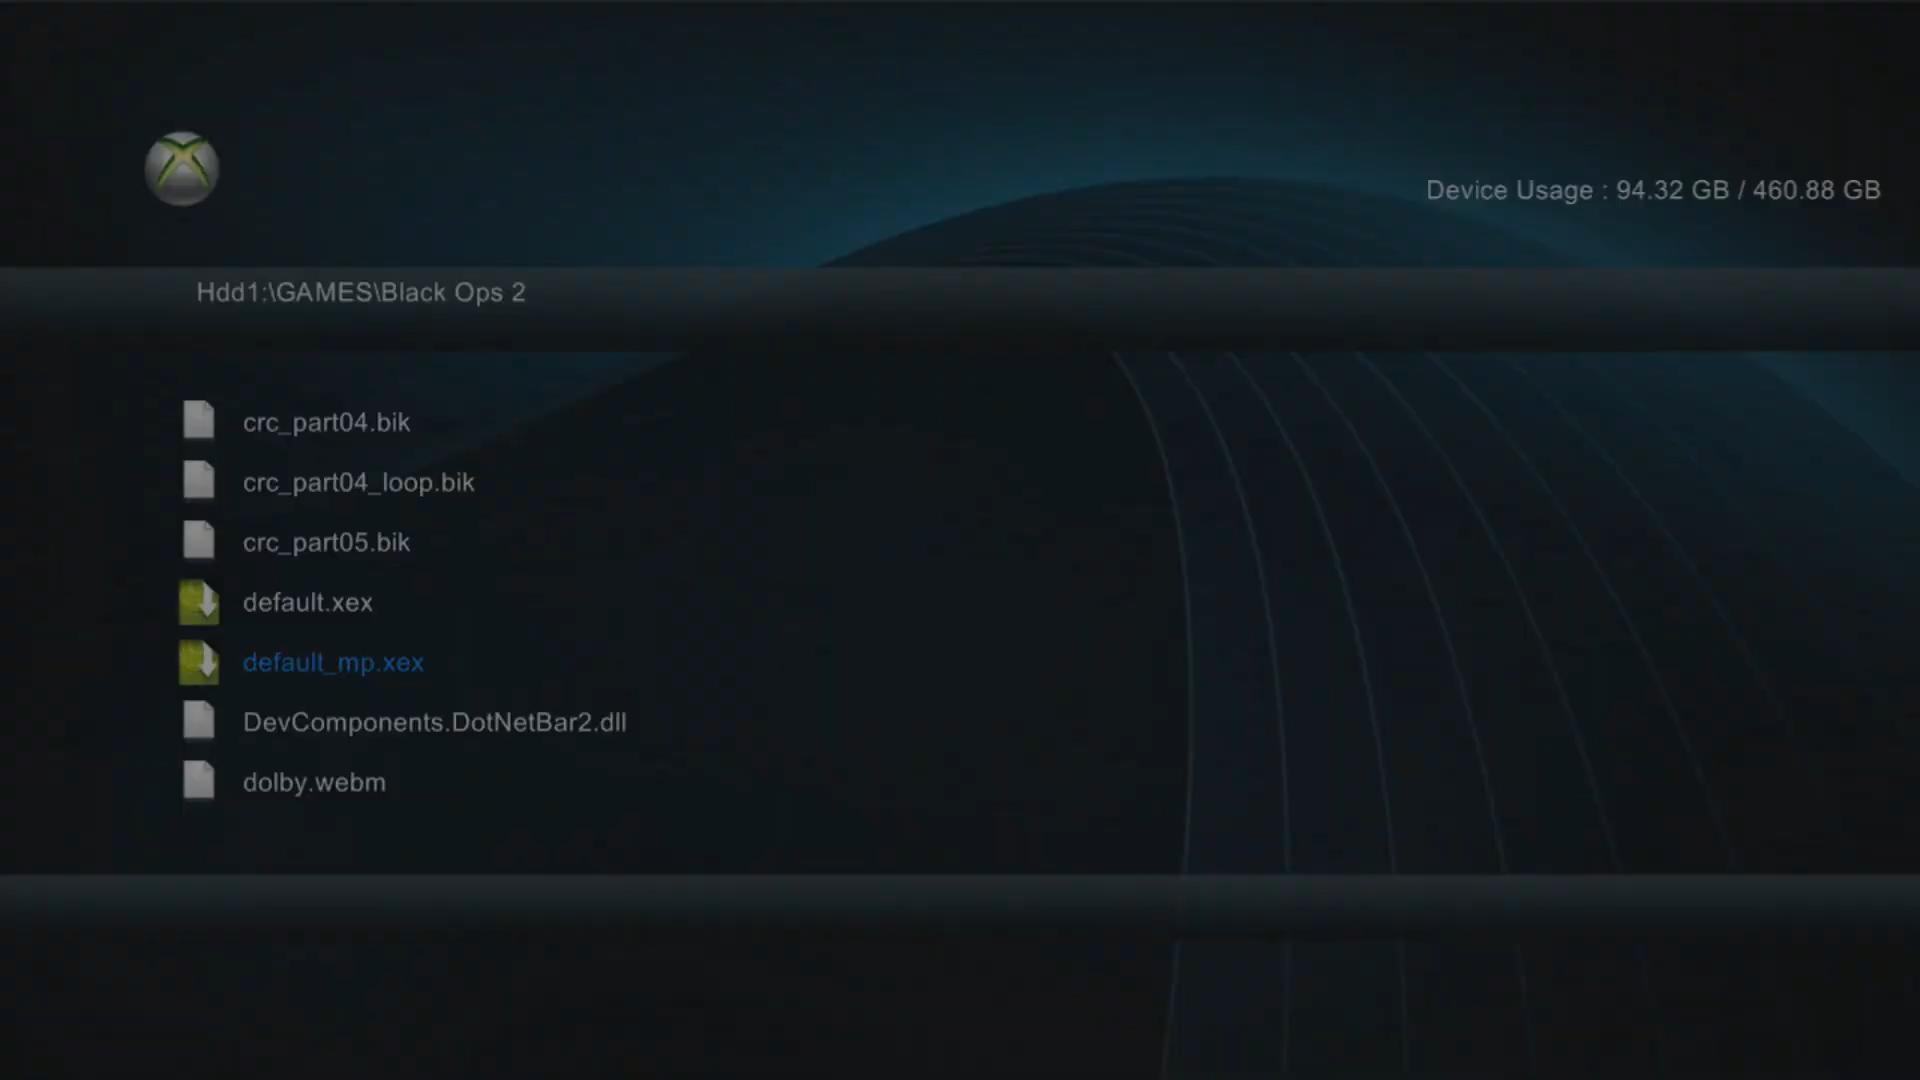 Device Usage : 94.32 GB / 460.88 GB
Hdd1:\GAMES\Black Ops 2
crc_part04.bik
crc_part04_loop.bik
crc_part05.bik
default.xex
default_mp.xex
DevComponents.DotNetBar2.dll
dolby.webm